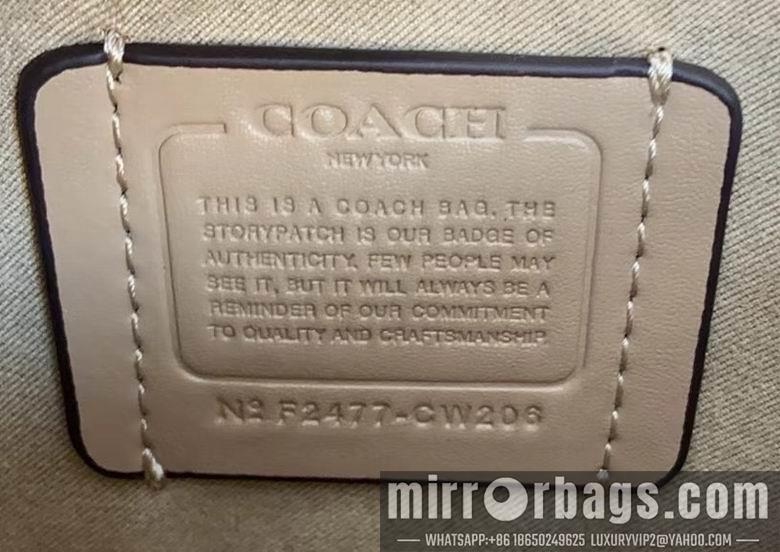 COACH
NEW YORK
THIS IS A COACH BAG. THE
STORYPATCH IS OUR BADGE OF
AUTHENTICITY. FEW PEOPLE MAY
SEE IT, BUT IT WILL ALWAYS BE A
REMINDER OF OUR COMMITMENT
TO QUALITY AND CRAFTSMANSHIP.
Nº F2477-CW206
mirrorbags.com
WHATSAPP:+86 18650249625 LUXURYVIP2@YAHOO.COM